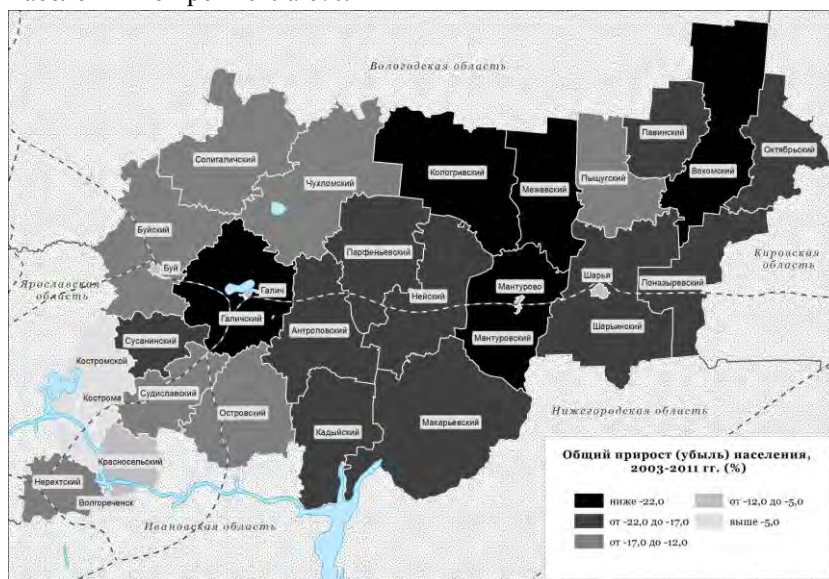 Вологодская область
Павинский
Октябрьский
Солигаличский
Чухломский
Кологривский
Межевский
Пыщугский
Вохомский
Буйский
Парфеньевский
Кировская
область
Буй
Ярославская
область
Галич
Нейский
Мантурово
Шарья
Поназыревский
Галичский
Сусанинский
Антроповский
Мантуровский
Шарьинский
Костромской
Кострома
Судиславский
Островский
Кадыйский
Макарьевский
Нижегородская область
Красносельский
Нерехтский
Волгореченск
Ивановская область
Общий прирост (убыль) населения,
2003-2011 гг. (%)
ниже -22,0
от -12,0 до -5,0
от -22,0 до -17,0
выше -5,0
от -17,0 до -12,0